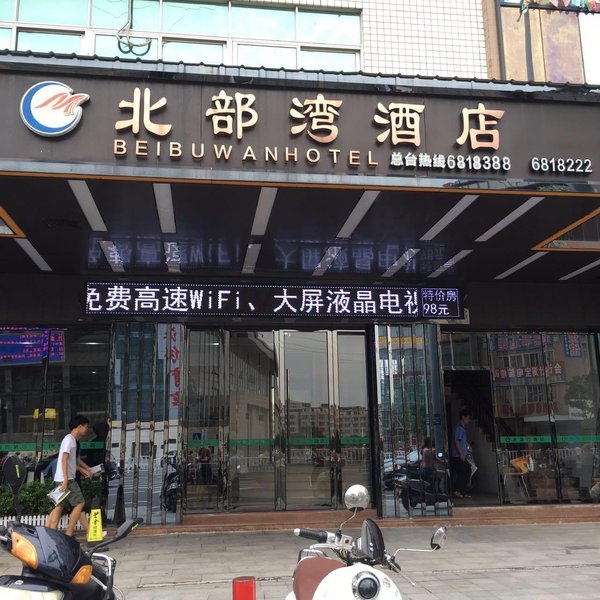 北部湾酒店
BEIBUWANHOTEL 总台热线6818388 6818222
免费高速WiFi、大屏液晶电视 特价房
98元